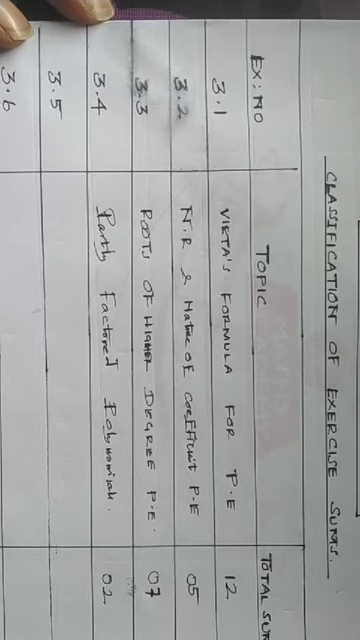 CLASSIFICATION OF EXERCISE SUMS.
EX: NO TOPIC TOTAL SU
3.1 VIETA'S FORMULA FOR P.E 12
3.2 N.R & Nature of coefficient P.E 05
3.3 ROOTS OF HIGHER DEGREE P.E. 07
3.4 Partly Factored Polynomials. 02
3.5
3.6